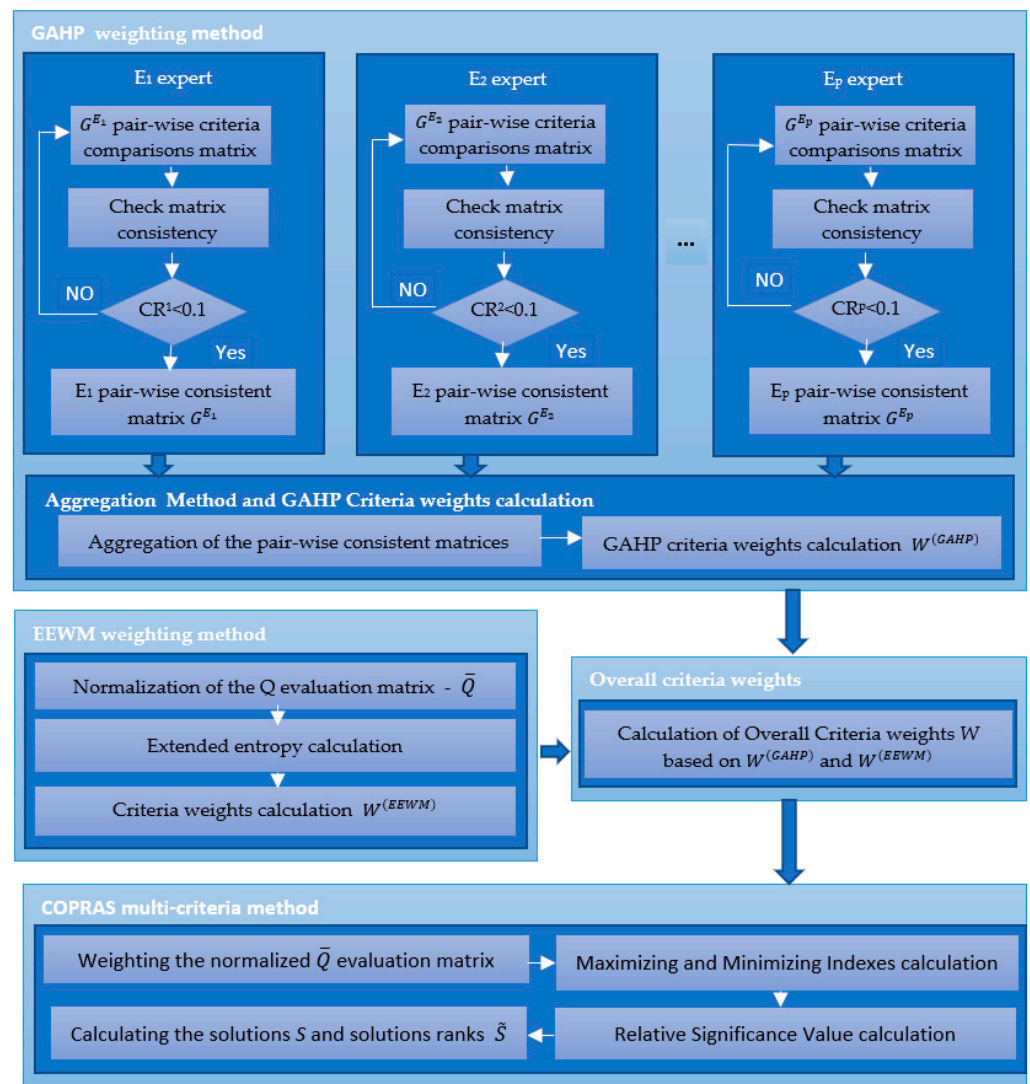 GAHP weighting method
E₁ expert
G^{E₁} pair-wise criteria
comparisons matrix
Check matrix
consistency
NO
CR¹<0.1
Yes
E₁ pair-wise consistent
matrix G^{E₁}
E₂ expert
G^{E₂} pair-wise criteria
comparisons matrix
Check matrix
consistency
NO
CR²<0.1
Yes
E₂ pair-wise consistent
matrix G^{E₂}
...
Eₚ expert
G^{Eₚ} pair-wise criteria
comparisons matrix
Check matrix
consistency
NO
CRᵖ<0.1
Yes
Eₚ pair-wise consistent
matrix G^{Eₚ}
Aggregation Method and GAHP Criteria weights calculation
Aggregation of the pair-wise consistent matrices
GAHP criteria weights calculation W^{(GAHP)}
EEWM weighting method
Normalization of the Q evaluation matrix - Q̄
Extended entropy calculation
Criteria weights calculation W^{(EEWM)}
Overall criteria weights
Calculation of Overall Criteria weights W
based on W^{(GAHP)} and W^{(EEWM)}
COPRAS multi-criteria method
Weighting the normalized Q̄ evaluation matrix
Maximizing and Minimizing Indexes calculation
Calculating the solutions S and solutions ranks S̃
Relative Significance Value calculation